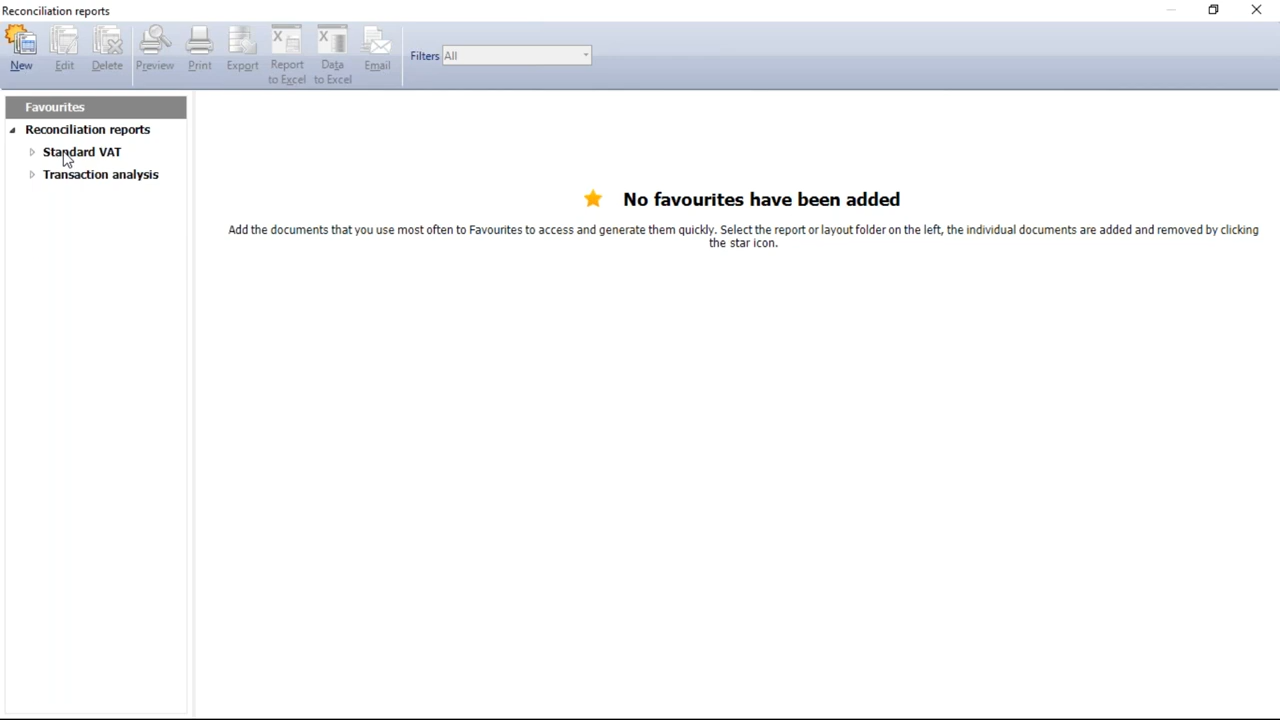 Reconciliation reports
New Edit Delete Preview Print Export Report to Excel Data to Excel Email Filters All
Favourites
Reconciliation reports
Standard VAT
Transaction analysis
No favourites have been added
Add the documents that you use most often to Favourites to access and generate them quickly. Select the report or layout folder on the left, the individual documents are added and removed by clicking
the star icon.